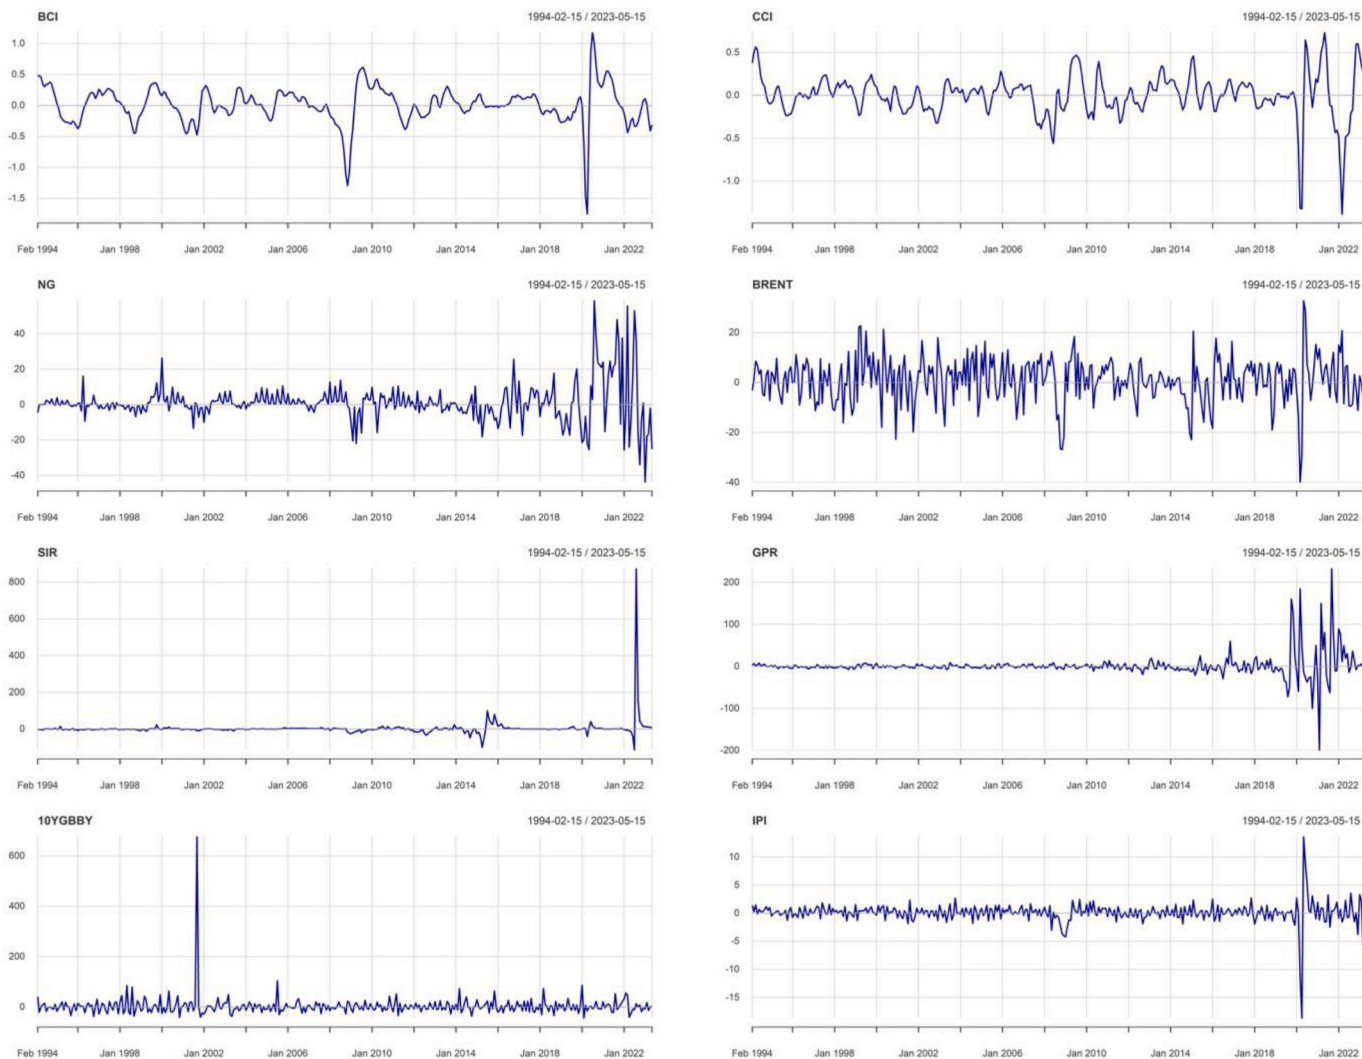 BCI 1994-02-15 / 2023-05-15
1.0
0.5
0.0
-0.5
-1.0
-1.5
Feb 1994 Jan 1998 Jan 2002 Jan 2006 Jan 2010 Jan 2014 Jan 2018 Jan 2022
CCI 1994-02-15 / 2023-05-15
0.5
0.0
-0.5
-1.0
Feb 1994 Jan 1998 Jan 2002 Jan 2006 Jan 2010 Jan 2014 Jan 2018 Jan 2022
NG 1994-02-15 / 2023-05-15
40
20
0
-20
-40
Feb 1994 Jan 1998 Jan 2002 Jan 2006 Jan 2010 Jan 2014 Jan 2018 Jan 2022
BRENT 1994-02-15 / 2023-05-15
20
0
-20
-40
Feb 1994 Jan 1998 Jan 2002 Jan 2006 Jan 2010 Jan 2014 Jan 2018 Jan 2022
SIR 1994-02-15 / 2023-05-15
800
600
400
200
0
Feb 1994 Jan 1998 Jan 2002 Jan 2006 Jan 2010 Jan 2014 Jan 2018 Jan 2022
GPR 1994-02-15 / 2023-05-15
200
100
0
-100
-200
Feb 1994 Jan 1998 Jan 2002 Jan 2006 Jan 2010 Jan 2014 Jan 2018 Jan 2022
10YGBBY 1994-02-15 / 2023-05-15
600
400
200
0
Feb 1994 Jan 1998 Jan 2002 Jan 2006 Jan 2010 Jan 2014 Jan 2018 Jan 2022
IPI 1994-02-15 / 2023-05-15
10
5
0
-5
-10
-15
Feb 1994 Jan 1998 Jan 2002 Jan 2006 Jan 2010 Jan 2014 Jan 2018 Jan 2022